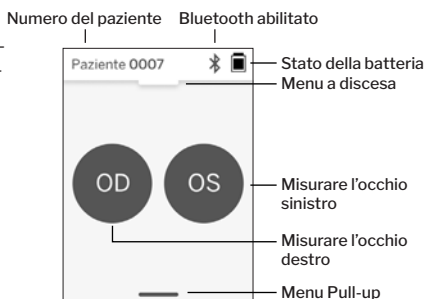 Numero del paziente Bluetooth abilitato
Paziente 0007
Stato della batteria
Menu a discesa
OD OS
Misurare l'occhio
sinistro
Misurare l'occhio
destro
Menu Pull-up